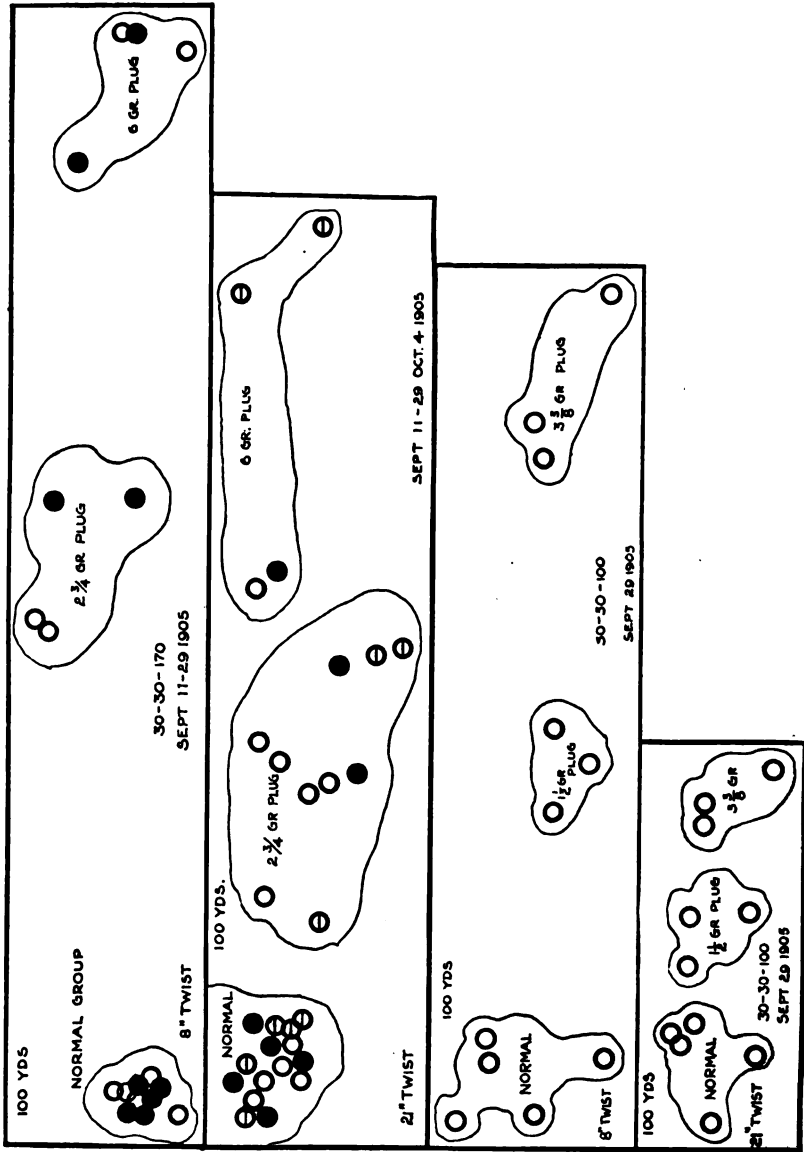 100 YDS
NORMAL GROUP
8" TWIST
30-30-170
SEPT 11-29 1905
2 3/4 GR PLUG
6 GR. PLUG
100 YDS.
NORMAL
21" TWIST
2 3/4 GR PLUG
6 GR. PLUG
SEPT 11-29 OCT. 4-1905
100 YDS
NORMAL
8" TWIST
1 1/2 GR
PLUG
3 3/8 GR PLUG
30-30-100
SEPT 29 1905
100 YDS
NORMAL
21" TWIST
1 1/2 GR PLUG
3 3/8 GR
30-30-100
SEPT 29 1905